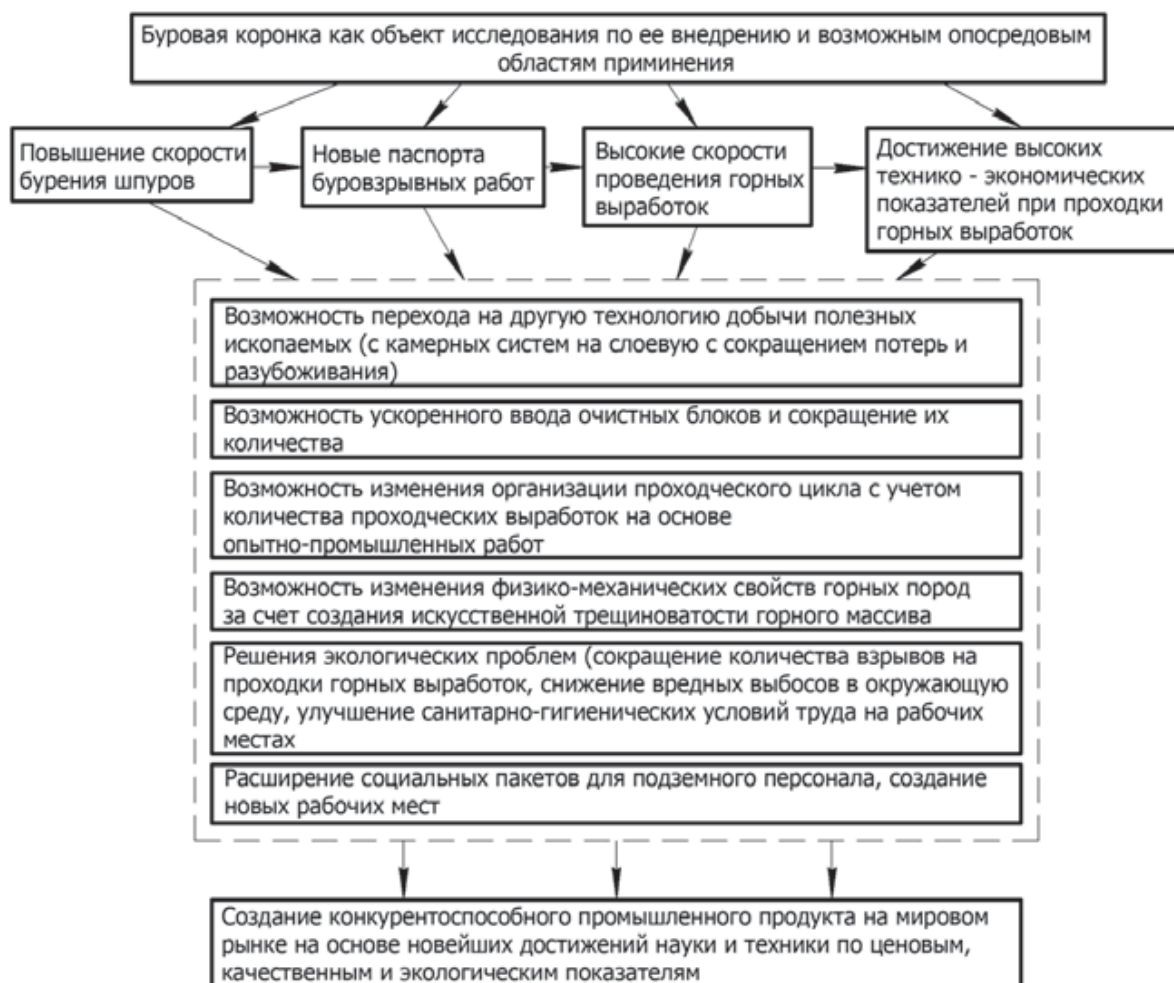 Буровая коронка как объект исследования по ее внедрению и возможным опосредовым
областям приминения
Повышение скорости
бурения шпуров
Новые паспорта
буровзрывных работ
Высокие скорости
проведения горных
выработок
Достижение высоких
технико - экономических
показателей при проходки
горных выработок
Возможность перехода на другую технологию добычи полезных
ископаемых (с камерных систем на слоевую с сокращением потерь и
разубоживания)
Возможность ускоренного ввода очистных блоков и сокращение их
количества
Возможность изменения организации проходческого цикла с учетом
количества проходческих выработок на основе
опытно-промышленных работ
Возможность изменения физико-механических свойств горных пород
за счет создания искусственной трещиноватости горного массива
Решения экологических проблем (сокращение количества взрывов на
проходки горных выработок, снижение вредных выбосов в окружающую
среду, улучшение санитарно-гигиенических условий труда на рабочих
местах
Расширение социальных пакетов для подземного персонала, создание
новых рабочих мест
Создание конкурентоспособного промышленного продукта на мировом
рынке на основе новейших достижений науки и техники по ценовым,
качественным и экологическим показателям